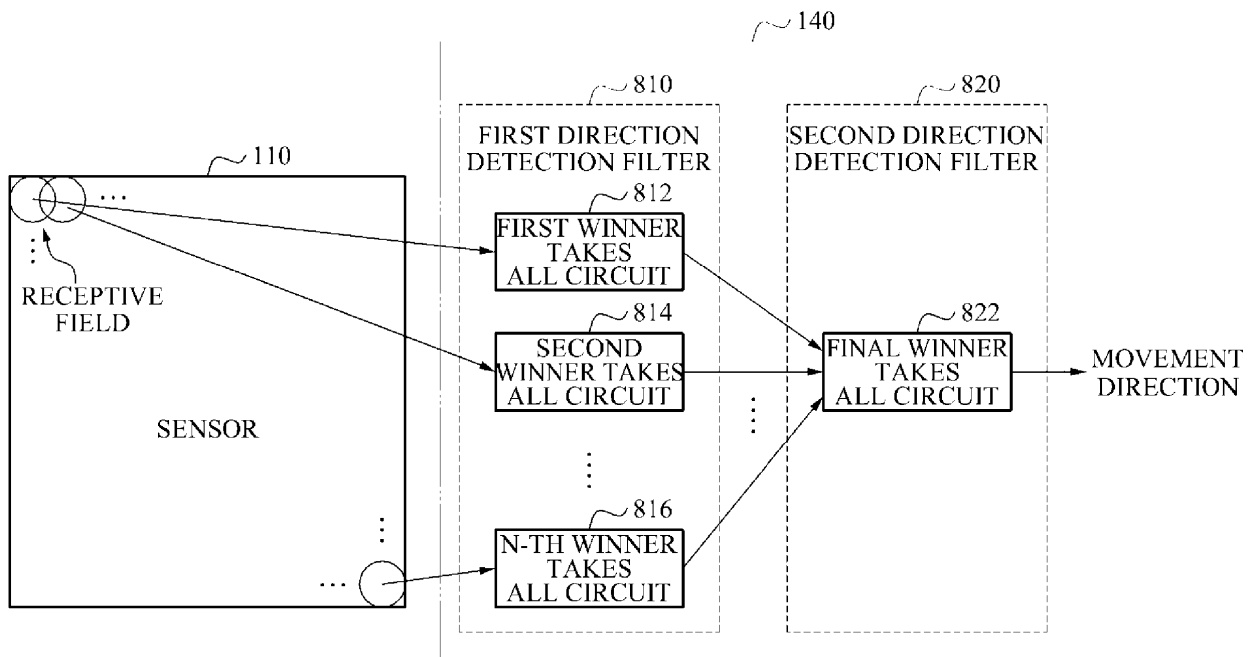 140
810
820
FIRST DIRECTION
DETECTION FILTER
SECOND DIRECTION
DETECTION FILTER
110
812
FIRST WINNER
TAKES
ALL CIRCUIT
RECEPTIVE
FIELD
814
SECOND
WINNER TAKES
ALL CIRCUIT
822
FINAL WINNER
TAKES
ALL CIRCUIT
MOVEMENT
DIRECTION
SENSOR
816
N-TH WINNER
TAKES
ALL CIRCUIT